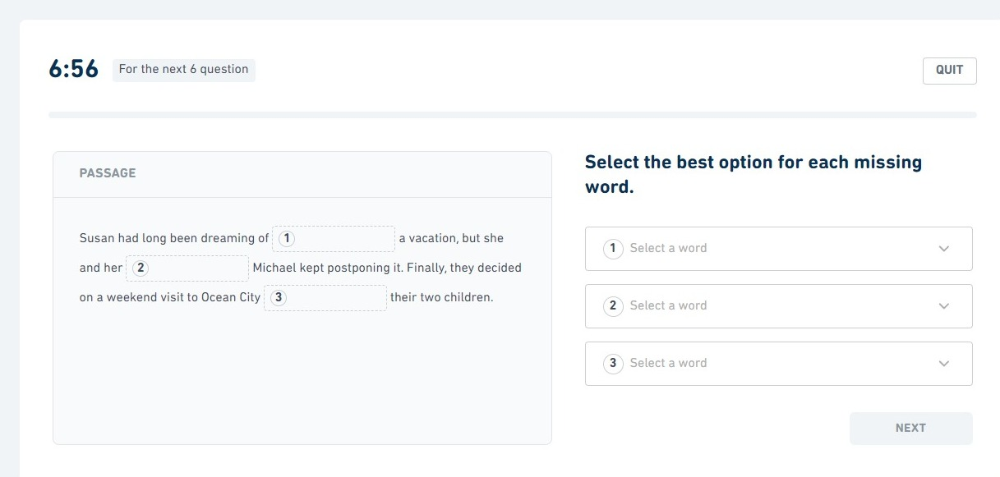 6:56
For the next 6 question
QUIT
PASSAGE
Susan had long been dreaming of 1 a vacation, but she
and her 2 Michael kept postponing it. Finally, they decided
on a weekend visit to Ocean City 3 their two children.
Select the best option for each missing
word.
1 Select a word
2 Select a word
3 Select a word
NEXT